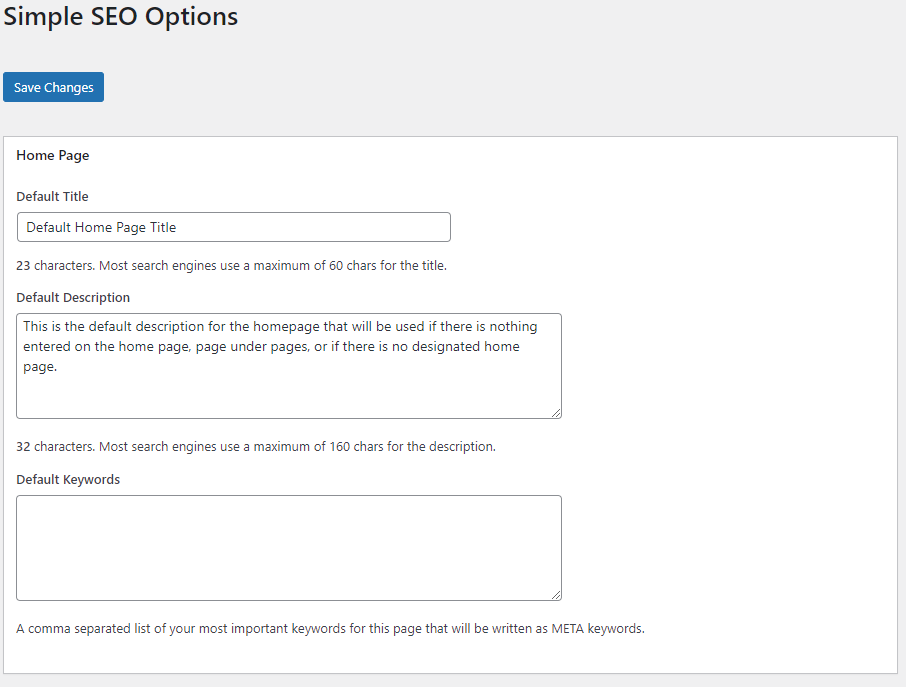 Simple SEO Options
Save Changes
Home Page
Default Title
Default Home Page Title
23 characters. Most search engines use a maximum of 60 chars for the title.
Default Description
This is the default description for the homepage that will be used if there is nothing
entered on the home page, page under pages, or if there is no designated home
page.
32 characters. Most search engines use a maximum of 160 chars for the description.
Default Keywords
A comma separated list of your most important keywords for this page that will be written as META keywords.